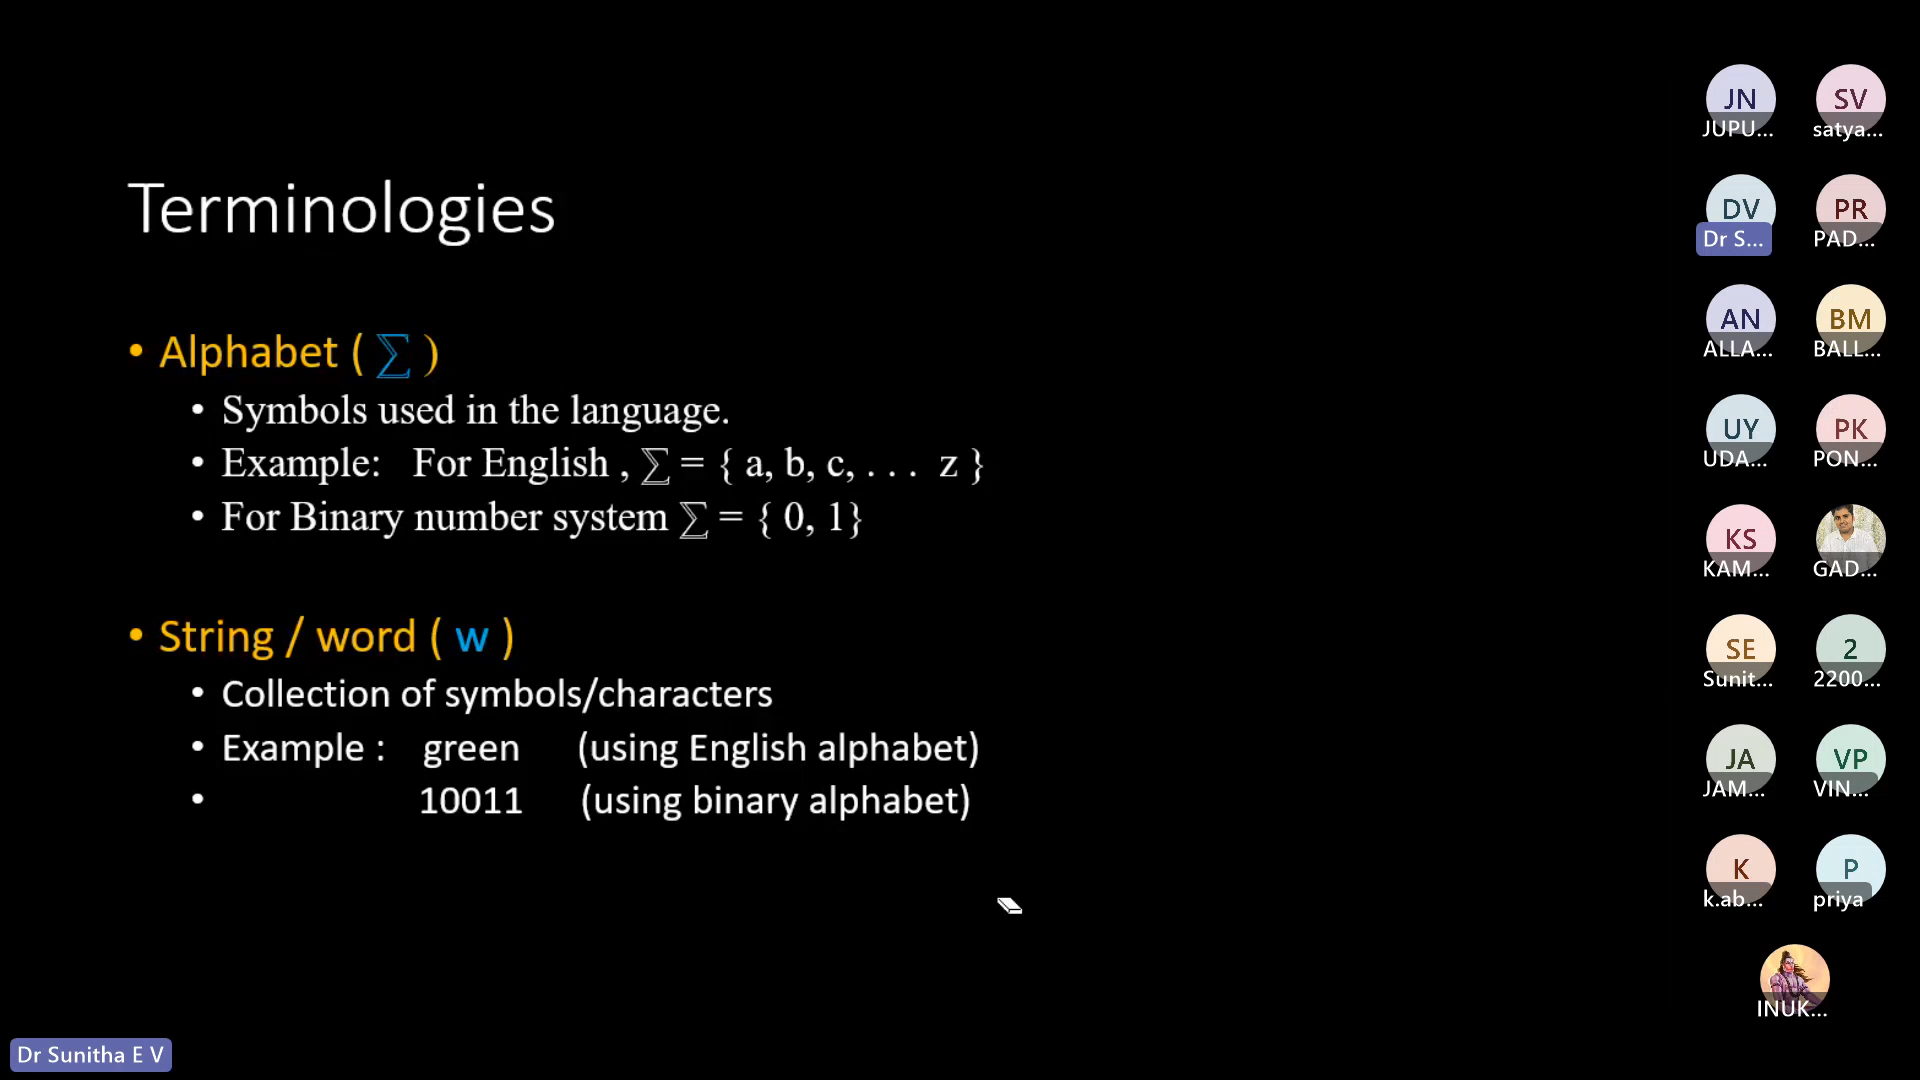 Terminologies
• Alphabet ( ∑ )
• Symbols used in the language.
• Example: For English , ∑ = { a, b, c, . . . z }
• For Binary number system ∑ = { 0, 1}
• String / word ( w )
• Collection of symbols/characters
• Example : green (using English alphabet)
• 10011 (using binary alphabet)
JN SV
JUPU... satya...
DV PR
Dr S... PAD...
AN BM
ALLA... BALL...
UY PK
UDA... PON...
KS
KAM... GAD...
SE 2
Sunit... 2200...
JA VP
JAM... VIN...
K P
k.ab... priya
INUK...
Dr Sunitha E V